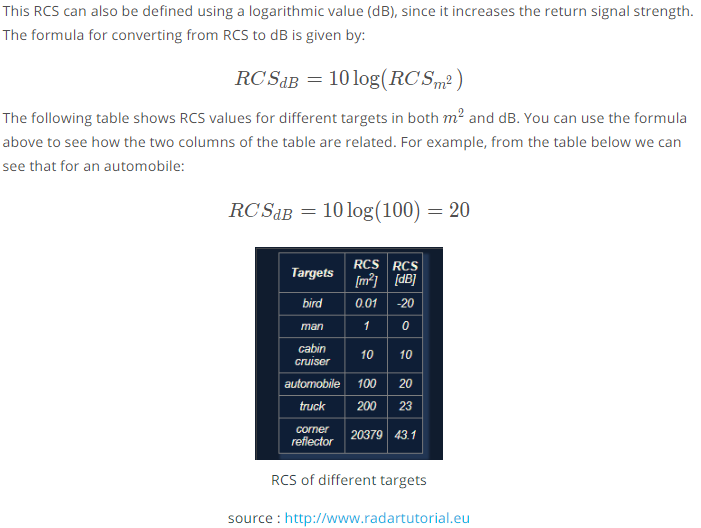 This RCS can also be defined using a logarithmic value (dB), since it increases the return signal strength.
The formula for converting from RCS to dB is given by:
RCS_{dB} = 10 log(RCS_{m²})
The following table shows RCS values for different targets in both m² and dB. You can use the formula
above to see how the two columns of the table are related. For example, from the table below we can
see that for an automobile:
RCS_{dB} = 10 log(100) = 20
Targets RCS [m²] RCS [dB]
bird 0.01 -20
man 1 0
cabin cruiser 10 10
automobile 100 20
truck 200 23
corner reflector 20379 43.1
RCS of different targets
source : http://www.radartutorial.eu